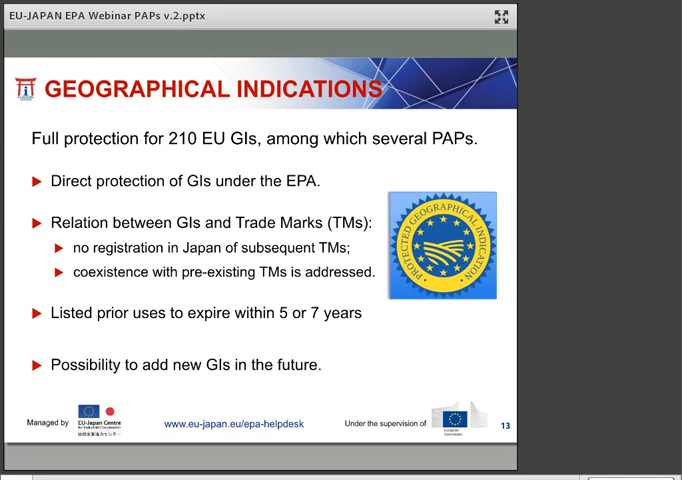 EU-JAPAN EPA Webinar PAPs v.2.pptx
GEOGRAPHICAL INDICATIONS
Full protection for 210 EU GIs, among which several PAPs.
Direct protection of GIs under the EPA.
Relation between GIs and Trade Marks (TMs):
no registration in Japan of subsequent TMs;
coexistence with pre-existing TMs is addressed.
PROTECTED GEOGRAPHICAL INDICATION
Listed prior uses to expire within 5 or 7 years
Possibility to add new GIs in the future.
Managed by
EU-Japan Centre
www.eu-japan.eu/epa-helpdesk
Under the supervision of
European
Commission
13